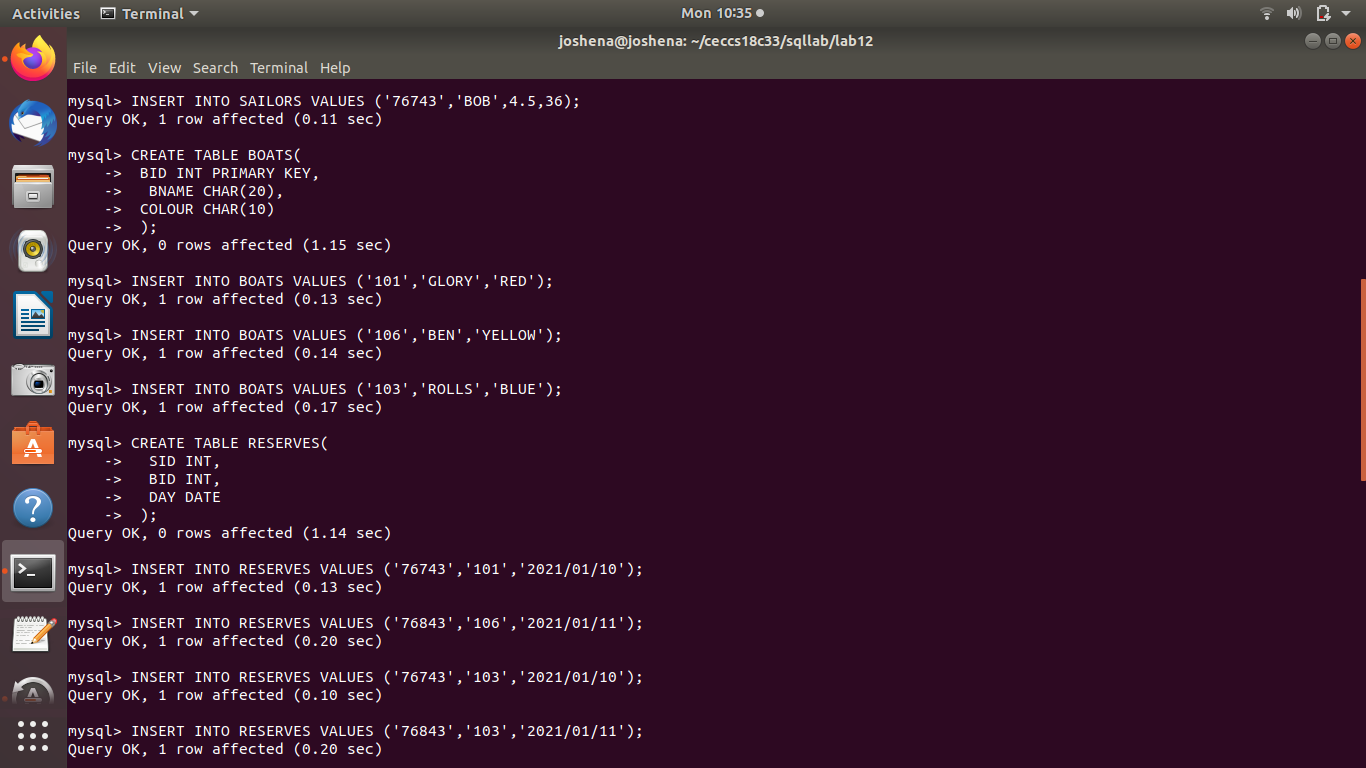 Activities Terminal Mon 10:35
joshena@joshena: ~/ceccs18c33/sqllab/lab12
File Edit View Search Terminal Help
mysql> INSERT INTO SAILORS VALUES ('76743','BOB',4.5,36);
Query OK, 1 row affected (0.11 sec)
mysql> CREATE TABLE BOATS(
    ->  BID INT PRIMARY KEY,
    ->   BNAME CHAR(20),
    ->  COLOUR CHAR(10)
    ->  );
Query OK, 0 rows affected (1.15 sec)
mysql> INSERT INTO BOATS VALUES ('101','GLORY','RED');
Query OK, 1 row affected (0.13 sec)
mysql> INSERT INTO BOATS VALUES ('106','BEN','YELLOW');
Query OK, 1 row affected (0.14 sec)
mysql> INSERT INTO BOATS VALUES ('103','ROLLS','BLUE');
Query OK, 1 row affected (0.17 sec)
mysql> CREATE TABLE RESERVES(
    ->   SID INT,
    ->   BID INT,
    ->   DAY DATE
    ->  );
Query OK, 0 rows affected (1.14 sec)
mysql> INSERT INTO RESERVES VALUES ('76743','101','2021/01/10');
Query OK, 1 row affected (0.13 sec)
mysql> INSERT INTO RESERVES VALUES ('76843','106','2021/01/11');
Query OK, 1 row affected (0.20 sec)
mysql> INSERT INTO RESERVES VALUES ('76743','103','2021/01/10');
Query OK, 1 row affected (0.10 sec)
mysql> INSERT INTO RESERVES VALUES ('76843','103','2021/01/11');
Query OK, 1 row affected (0.20 sec)